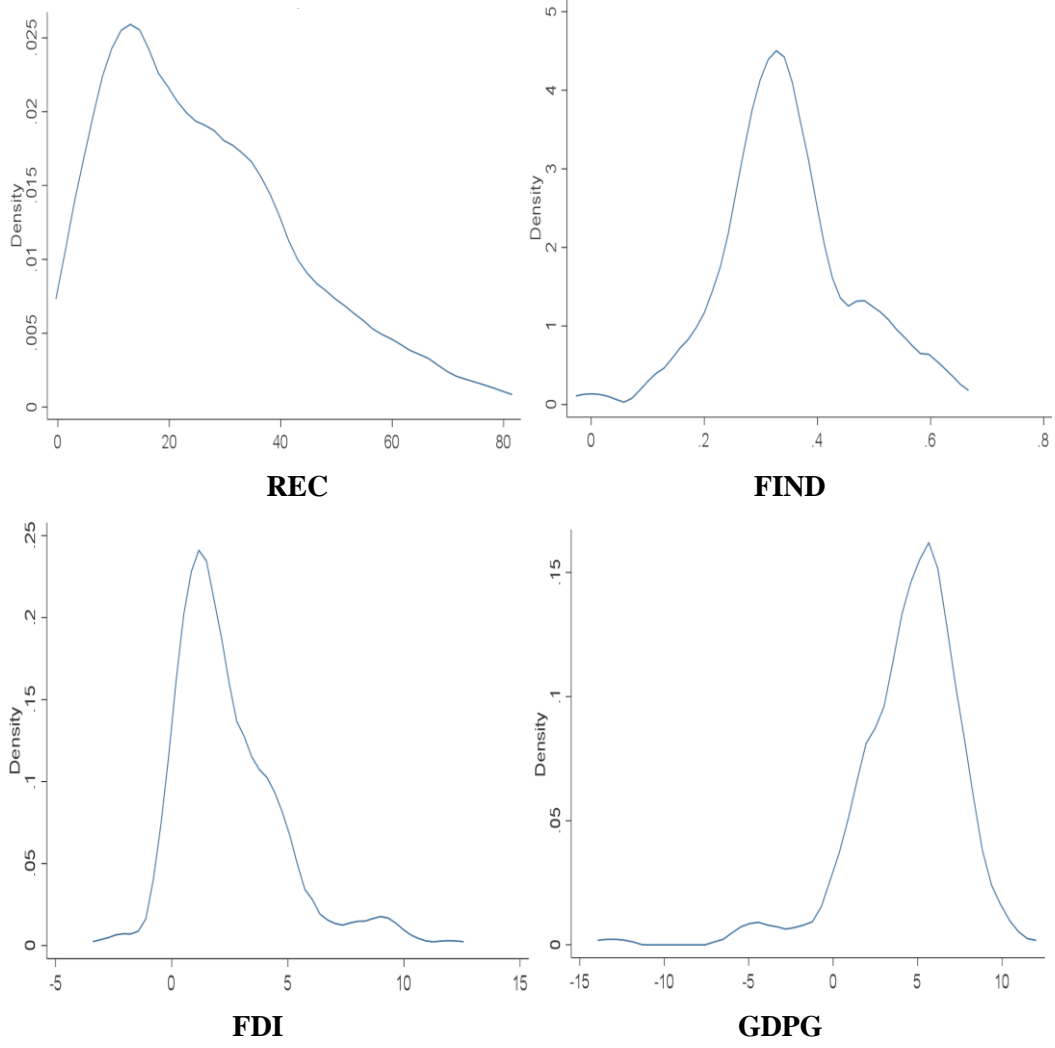 Density
0 .005 .01 .015 .02 .025
0 20 40 60 80
REC
Density
0 1 2 3 4 5
0 .2 .4 .6 .8
FIND
Density
0 .05 .1 .15 .2 .25
-5 0 5 10 15
FDI
Density
0 .05 .1 .15
-15 -10 -5 0 5 10
GDPG